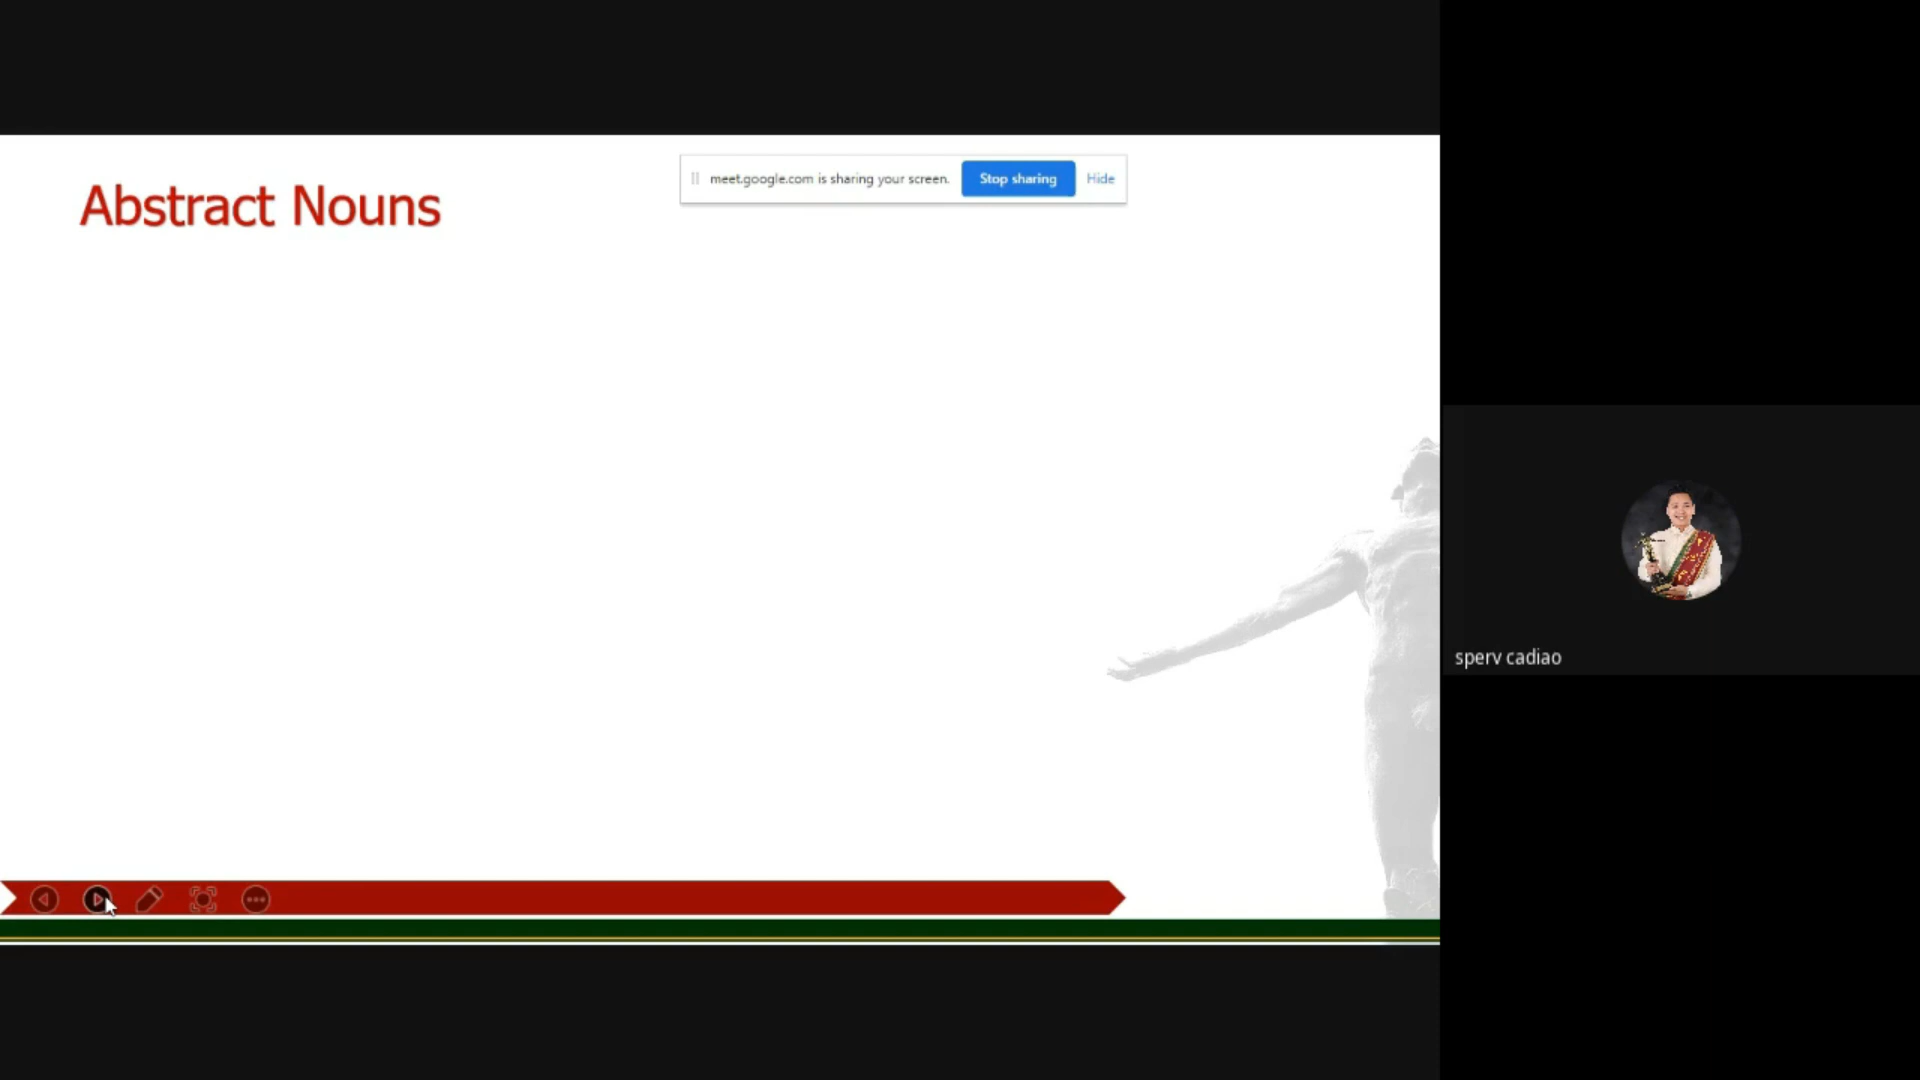 Abstract Nouns
meet.google.com is sharing your screen. Stop sharing Hide
sperv cadiao